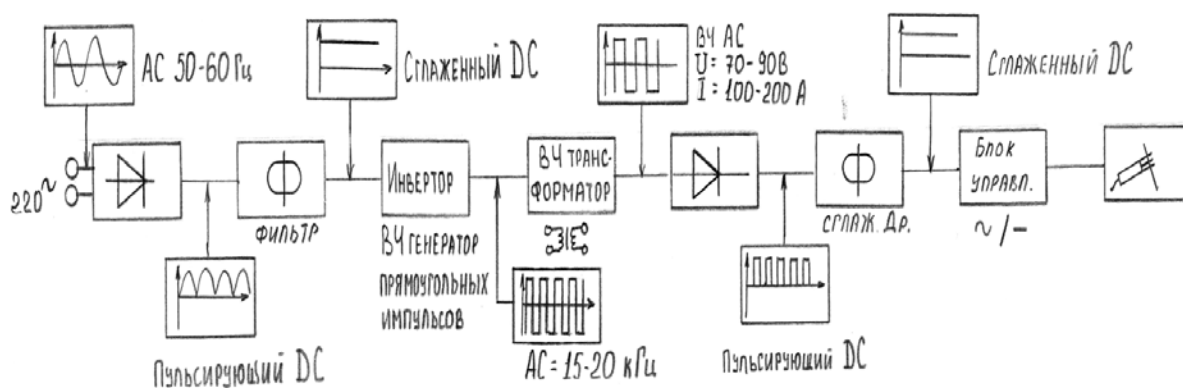 АС 50-60 Гц
Сглаженный DC
ВЧ АС
U = 70-90В
I = 100-200 А
Сглаженный DC
220~
ФИЛЬТР
Инвертор
ВЧ ГЕНЕРАТОР
ПРЯМОУГОЛЬНЫХ
ИМПУЛЬСОВ
ВЧ ТРАНС-
ФОРМАТОР
СГЛАЖ. ДР.
Блок
УПРАВЛ.
~ / -
Пульсирующий DC
АС = 15-20 кГц
Пульсирующий DC